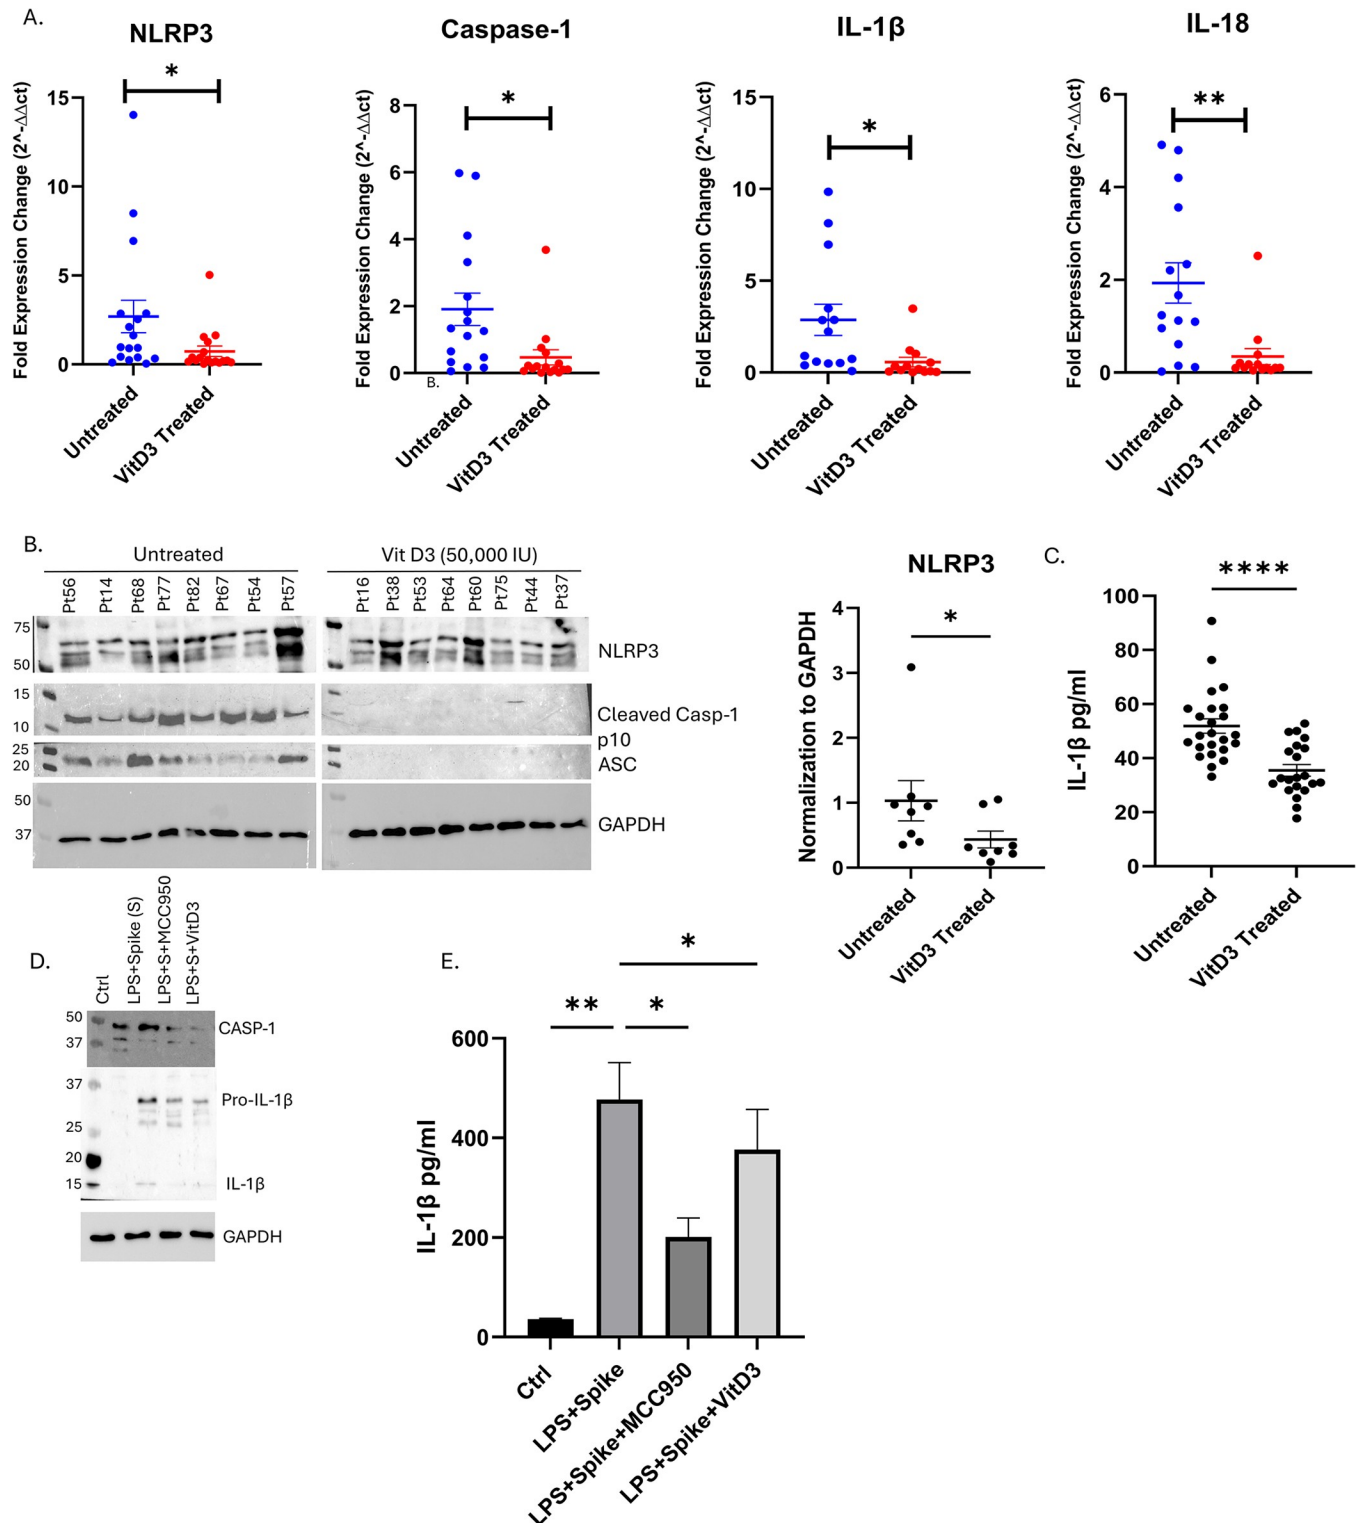 A.
NLRP3
Caspase-1
IL-1β
IL-18
*
*
*
**
Fold Expression Change (2^-ΔΔct)
15
10
5
0
Untreated
VitD3 Treated
Fold Expression Change (2^-ΔΔct)
8
6
4
2
0
B.
Untreated
VitD3 Treated
Fold Expression Change (2^-ΔΔct)
15
10
5
0
Untreated
VitD3 Treated
Fold Expression Change (2^-ΔΔct)
6
4
2
0
Untreated
VitD3 Treated
B.
Untreated
Vit D3 (50,000 IU)
Pt56
Pt14
Pt68
Pt77
Pt82
Pt67
Pt54
Pt57
Pt16
Pt38
Pt53
Pt64
Pt60
Pt75
Pt44
Pt37
75
50
NLRP3
15
10
Cleaved Casp-1
p10
25
20
ASC
50
37
GAPDH
NLRP3
*
Normalization to GAPDH
4
3
2
1
0
Untreated
VitD3 Treated
C.
****
IL-1β pg/ml
100
80
60
40
20
0
Untreated
VitD3 Treated
D.
Ctrl
LPS+Spike (S)
LPS+S+MCC950
LPS+S+VitD3
50
37
CASP-1
37
25
20
15
Pro-IL-1β
IL-1β
GAPDH
E.
*
**
*
IL-1β pg/ml
600
400
200
0
Ctrl
LPS+Spike
LPS+Spike+MCC950
LPS+Spike+VitD3